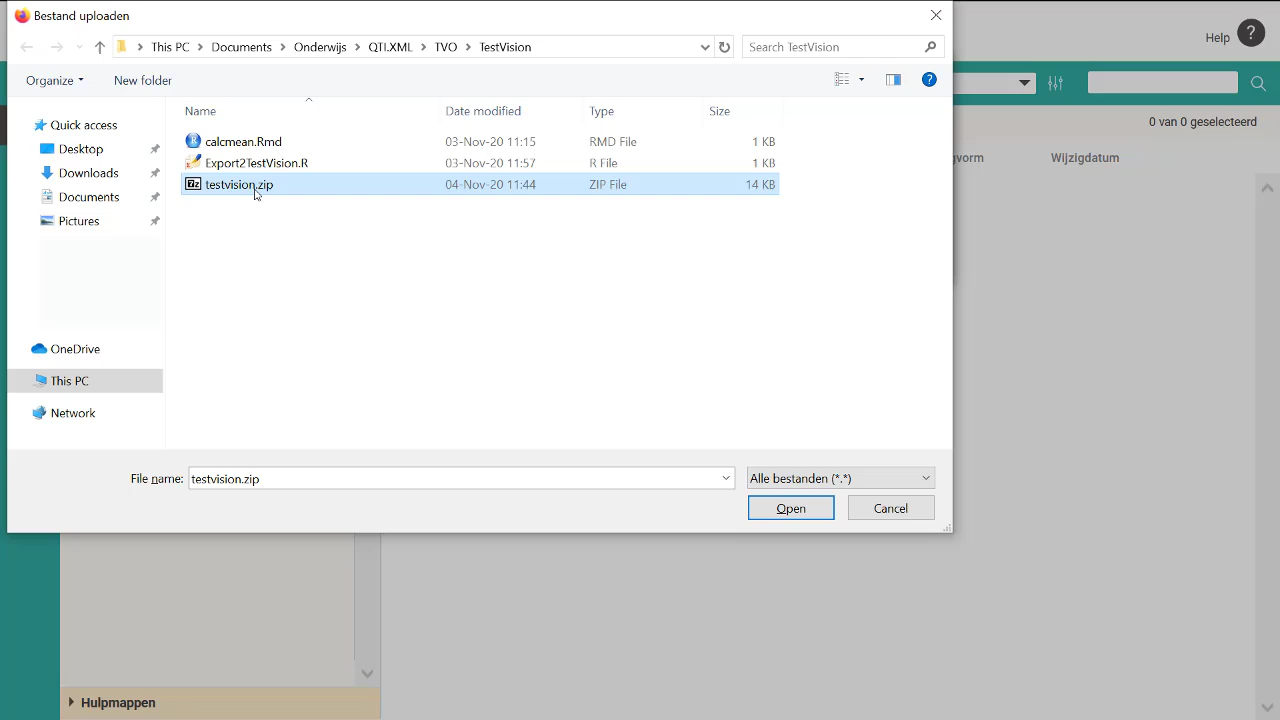 Bestand uploaden
This PC > Documents > Onderwijs > QTI.XML > TVO > TestVision
Search TestVision
Organize
New folder
Name Date modified Type Size
Quick access
Desktop
Downloads
Documents
Pictures
OneDrive
This PC
Network
calcmean.Rmd 03-Nov-20 11:15 RMD File 1 KB
Export2TestVision.R 03-Nov-20 11:57 R File 1 KB
testvision.zip 04-Nov-20 11:44 ZIP File 14 KB
File name: testvision.zip
Alle bestanden (*.*)
Open
Cancel
Help
0 van 0 geselecteerd
gvorm
Wijzigdatum
Hulpmappen